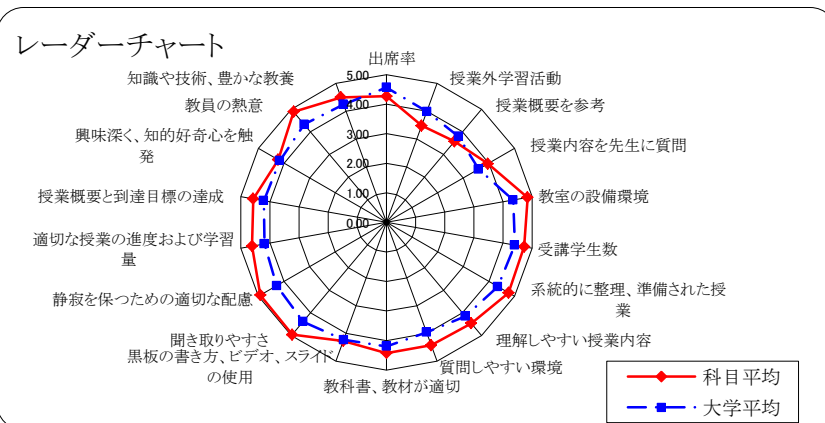 レーダーチャート
出席率
授業外学習活動
授業概要を参考
授業内容を先生に質問
教室の設備環境
受講学生数
系統的に整理、準備された授
業
理解しやすい授業内容
質問しやすい環境
教科書、教材が適切
黒板の書き方、ビデオ、スライド
の使用
聞き取りやすさ
静寂を保つための適切な配慮
適切な授業の進度および学習
量
授業概要と到達目標の達成
興味深く、知的好奇心を触
発
教員の熱意
知識や技術、豊かな教養
5.00
4.00
3.00
2.00
1.00
0.00
科目平均
大学平均